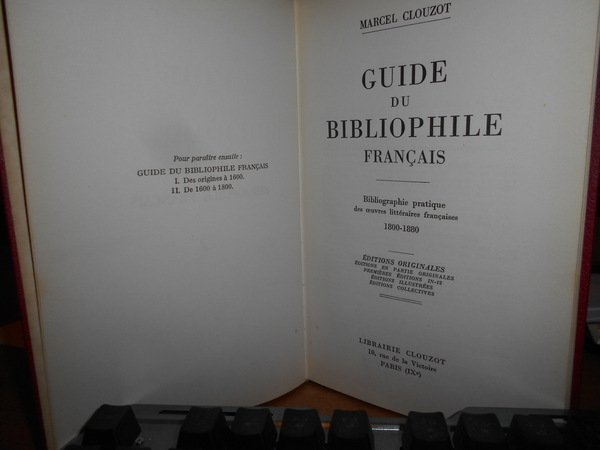 Pour paraître ensuite :
GUIDE DU BIBLIOPHILE FRANÇAIS
I. Des origines à 1600.
II. De 1600 à 1800.
MARCEL CLOUZOT
GUIDE
DU
BIBLIOPHILE
FRANÇAIS
Bibliographie pratique
des œuvres littéraires françaises
1800-1880
ÉDITIONS ORIGINALES
ÉDITIONS EN PARTIE ORIGINALES
PREMIÈRES ÉDITIONS IN-12
ÉDITIONS ILLUSTRÉES
ÉDITIONS COLLECTIVES
LIBRAIRIE CLOUZOT
10, rue de la Victoire
PARIS (IXe)